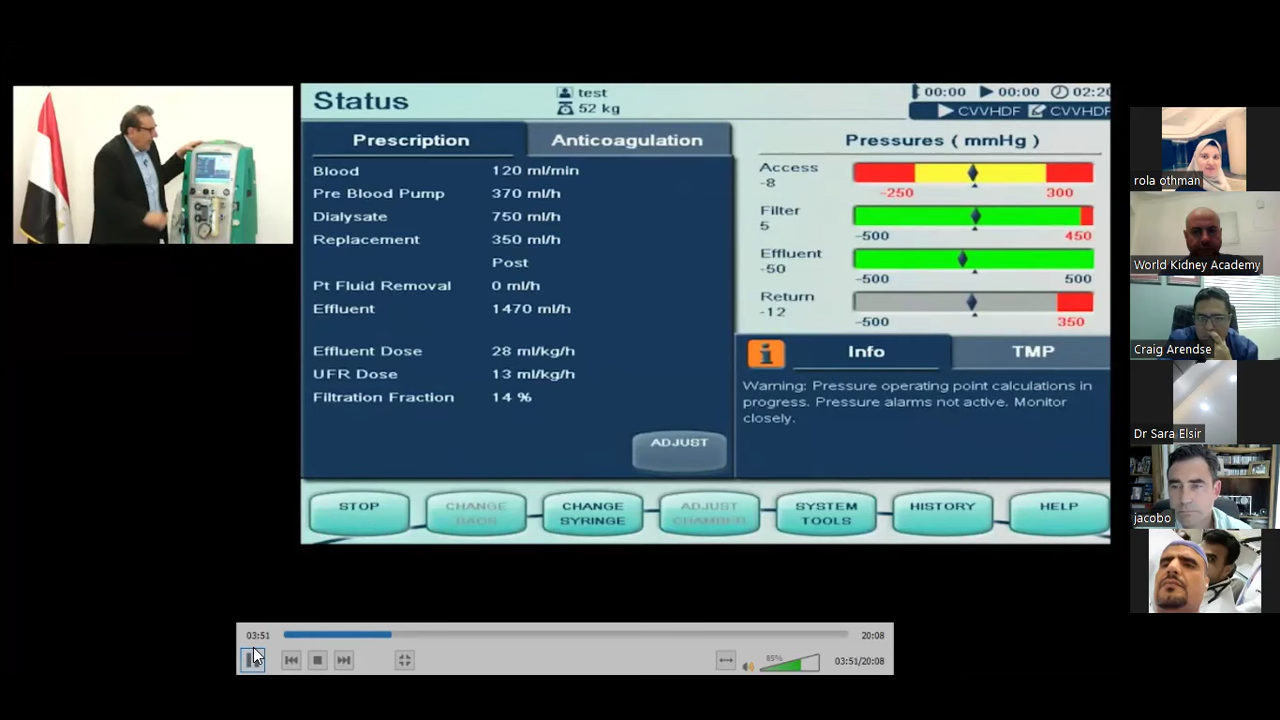 Status
test
52 kg
00:00 00:00 02:20
CVVHDF CVVHDF
Prescription
Anticoagulation
Blood 120 ml/min
Pre Blood Pump 370 ml/h
Dialysate 750 ml/h
Replacement 350 ml/h
Post
Pt Fluid Removal 0 ml/h
Effluent 1470 ml/h
Effluent Dose 28 ml/kg/h
UFR Dose 13 ml/kg/h
Filtration Fraction 14 %
ADJUST
Pressures ( mmHg )
Access
-8
-250 300
Filter
5
-500 450
Effluent
-50
-500 500
Return
-12
-500 350
i
Info
TMP
Warning: Pressure operating point calculations in
progress. Pressure alarms not active. Monitor
closely.
STOP
CHANGE
BAGS
CHANGE
SYRINGE
ADJUST
CHAMBER
SYSTEM
TOOLS
HISTORY
HELP
rola othman
World Kidney Academy
Craig Arendse
Dr Sara Elsir
jacobo
03:51
20:08
85%
03:51/20:08